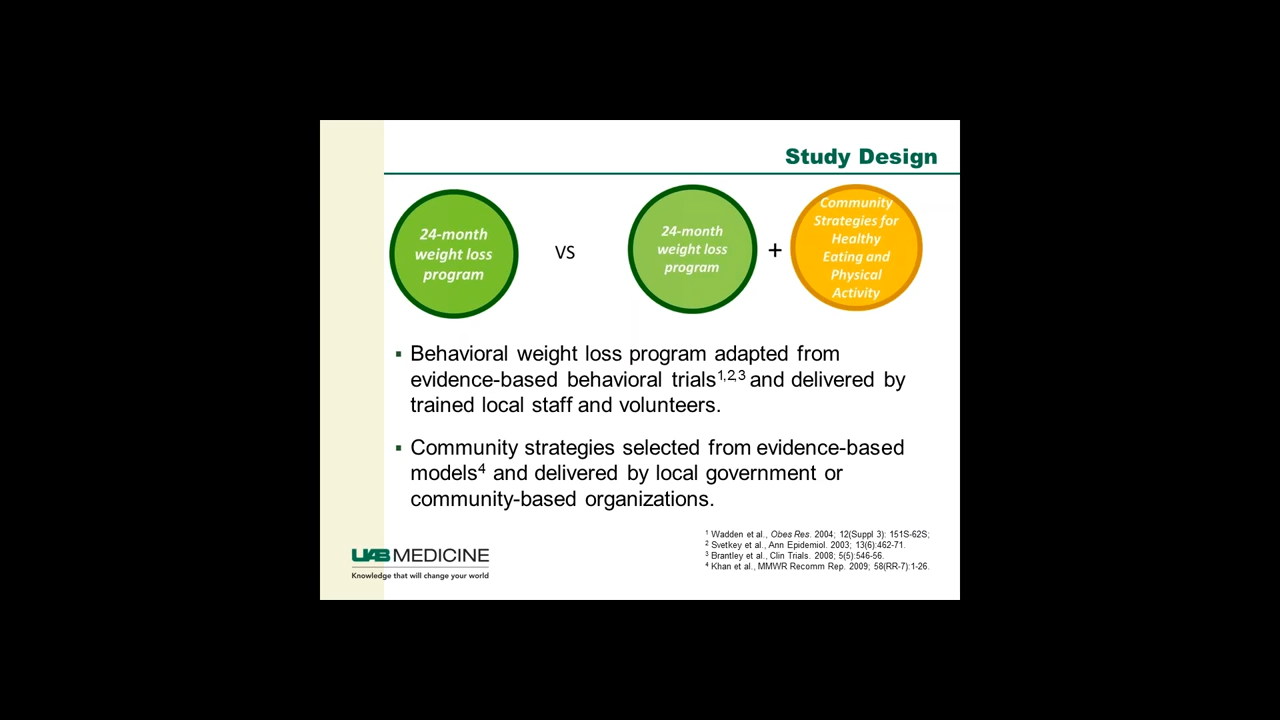 Study Design
24-month
weight loss
program
VS
24-month
weight loss
program
+
Community
Strategies for
Healthy
Eating and
Physical
Activity
▪ Behavioral weight loss program adapted from
evidence-based behavioral trials1,2,3 and delivered by
trained local staff and volunteers.
▪ Community strategies selected from evidence-based
models4 and delivered by local government or
community-based organizations.
1 Wadden et al., Obes Res. 2004; 12(Suppl 3): 151S-62S;
2 Svetkey et al., Ann Epidemiol. 2003; 13(6):462-71.
3 Brantley et al., Clin Trials. 2008; 5(5):546-56.
4 Khan et al., MMWR Recomm Rep. 2009; 58(RR-7):1-26.
UAB MEDICINE
Knowledge that will change your world